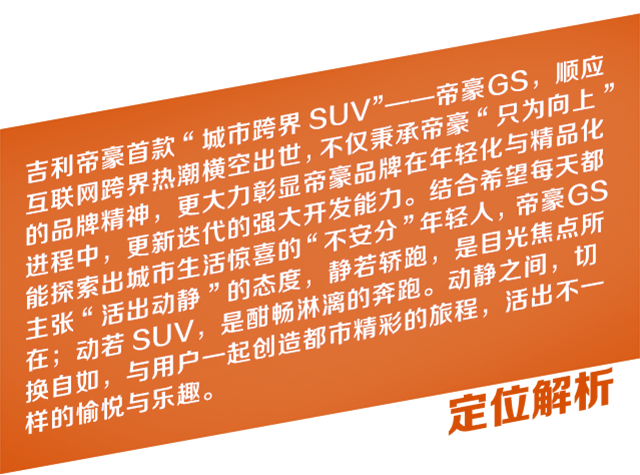 吉利帝豪首款“城市跨界 SUV”——帝豪GS，顺应
互联网跨界热潮横空出世，不仅秉承帝豪“只为向上”
的品牌精神，更大力彰显帝豪品牌在年轻化与精品化
进程中，更新迭代的强大开发能力。结合希望每天都
能探索出城市生活惊喜的“不安分”年轻人，帝豪GS
主张“活出动静”的态度，静若轿跑，是目光焦点所
在；动若 SUV，是酣畅淋漓的奔跑。动静之间，切
换自如，与用户一起创造都市精彩的旅程，活出不一
样的愉悦与乐趣。
定位解析